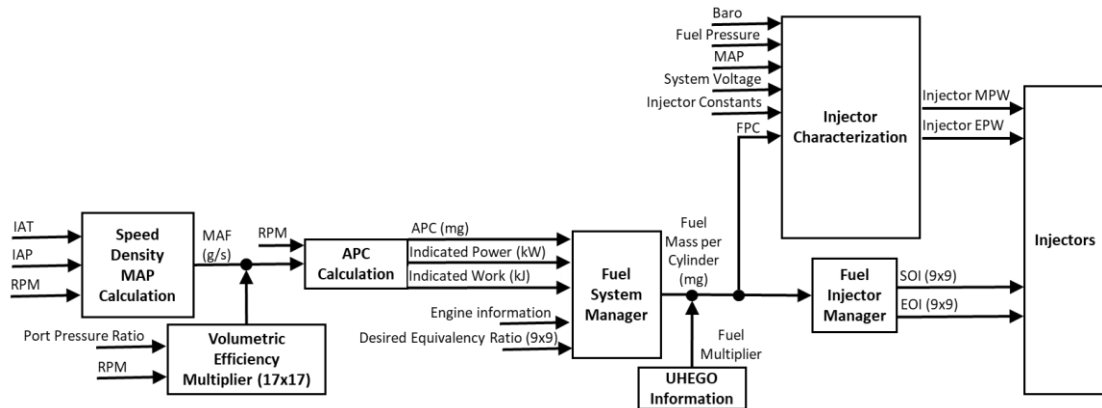 Baro
Fuel Pressure
MAP
System Voltage
Injector Constants
FPC
Injector
Characterization
Injector MPW
Injector EPW
Injectors
IAT
IAP
RPM
Speed
Density
MAP
Calculation
MAF
(g/s)
Port Pressure Ratio
RPM
Volumetric
Efficiency
Multiplier (17x17)
RPM
APC
Calculation
APC (mg)
Indicated Power (kW)
Indicated Work (kJ)
Engine information
Desired Equivalency Ratio (9x9)
Fuel
System
Manager
Fuel
Mass per
Cylinder
(mg)
Fuel
Multiplier
UHEGO
Information
Fuel
Injector
Manager
SOI (9x9)
EOI (9x9)